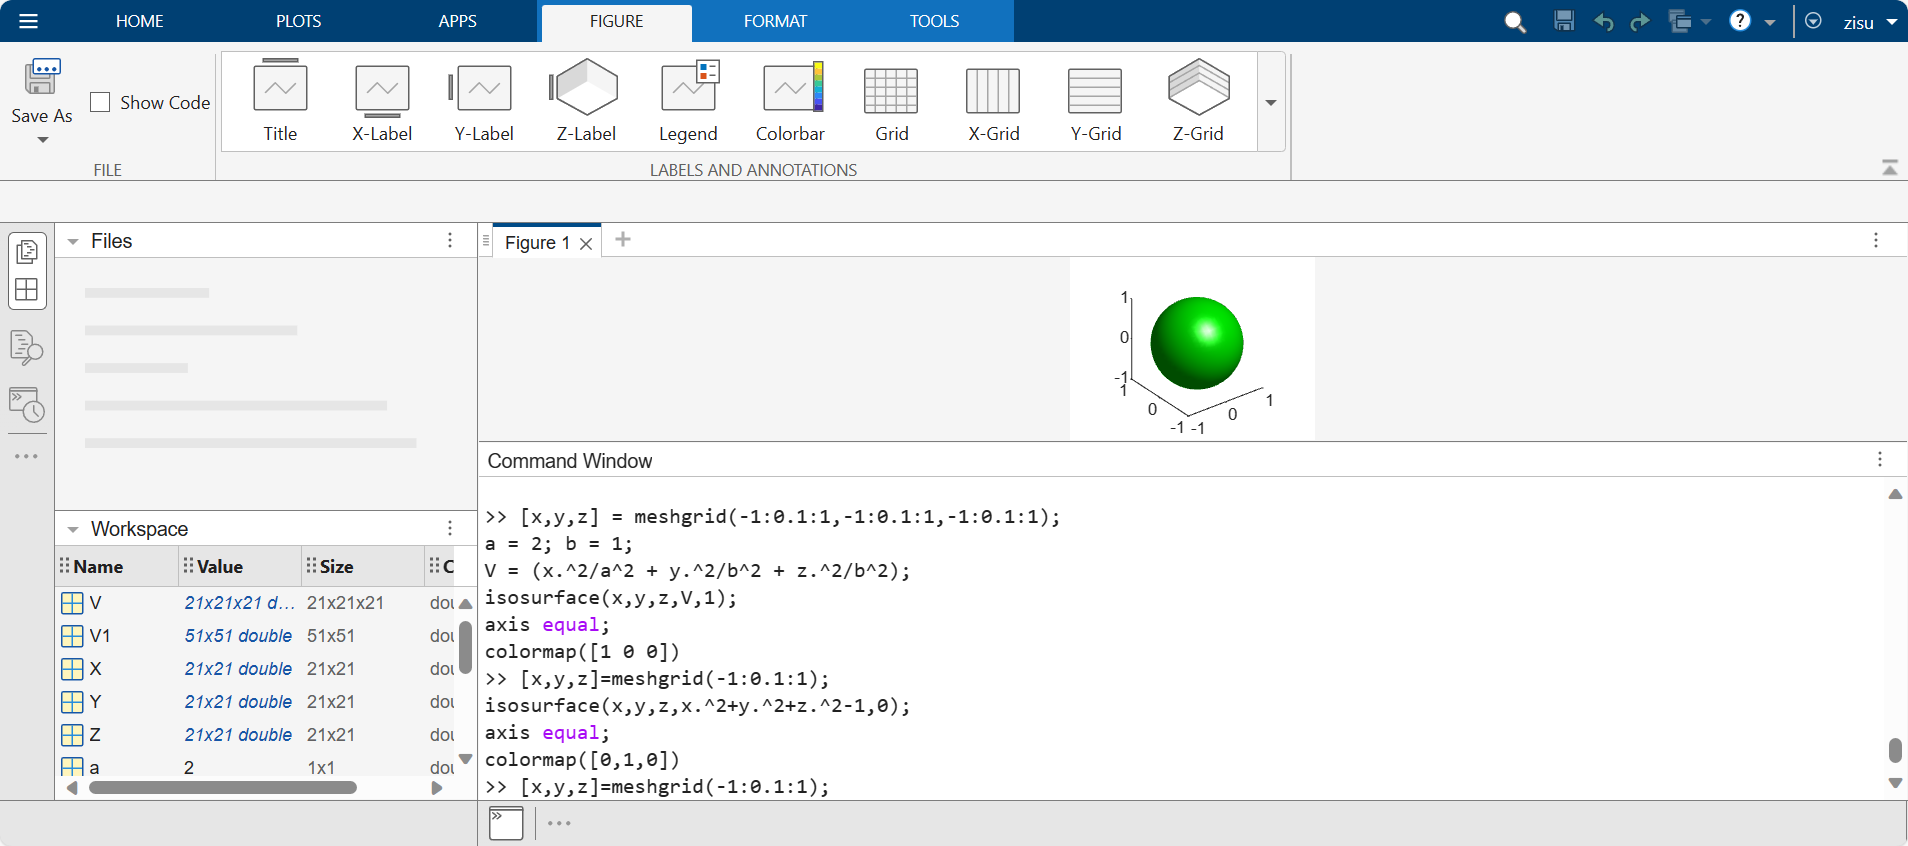 HOME PLOTS APPS FIGURE FORMAT TOOLS
? zisu
Save As
Show Code
Title X-Label Y-Label Z-Label Legend Colorbar Grid X-Grid Y-Grid Z-Grid
FILE
LABELS AND ANNOTATIONS
Files
Figure 1
1
0
-1
1
0
-1
-1
0
1
Workspace
Name Value Size C
V 21x21x21 d... 21x21x21 dou
V1 51x51 double 51x51 dou
X 21x21 double 21x21 dou
Y 21x21 double 21x21 dou
Z 21x21 double 21x21 dou
a 2 1x1 dou
Command Window
>> [x,y,z] = meshgrid(-1:0.1:1,-1:0.1:1,-1:0.1:1);
a = 2; b = 1;
V = (x.^2/a^2 + y.^2/b^2 + z.^2/b^2);
isosurface(x,y,z,V,1);
axis equal;
colormap([1 0 0])
>> [x,y,z]=meshgrid(-1:0.1:1);
isosurface(x,y,z,x.^2+y.^2+z.^2-1,0);
axis equal;
colormap([0,1,0])
>> [x,y,z]=meshgrid(-1:0.1:1);